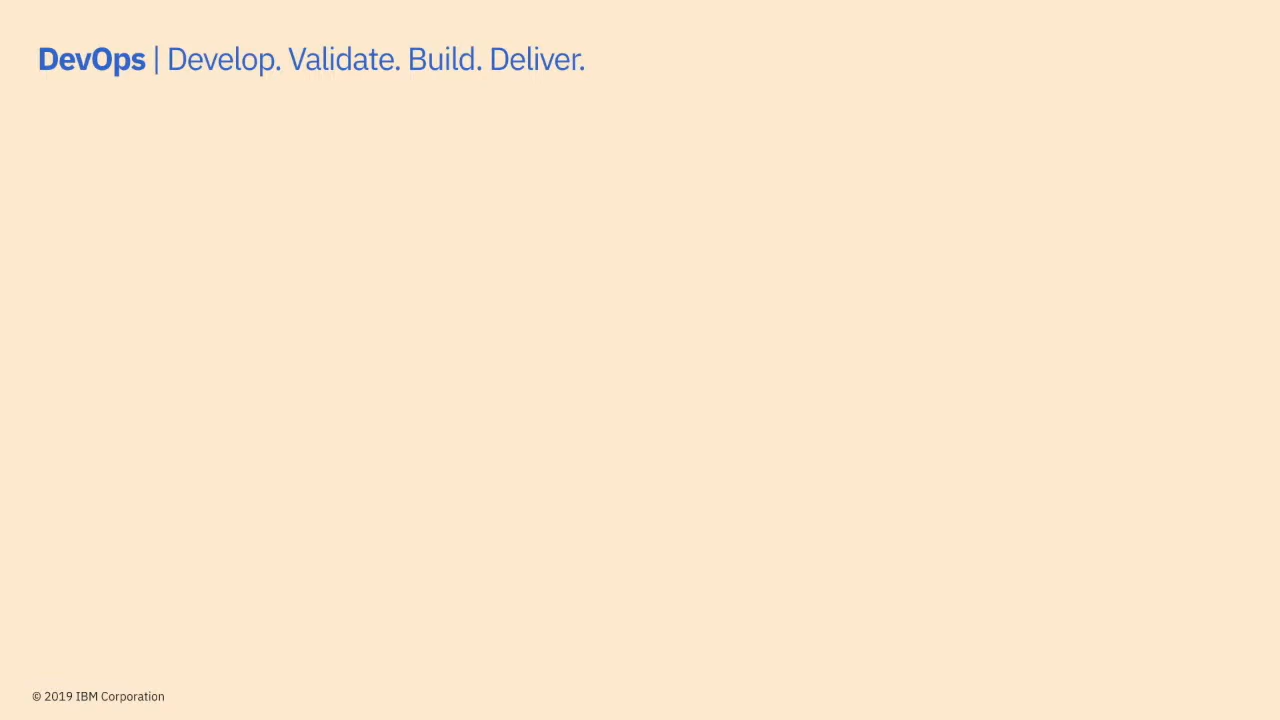 DevOps | Develop. Validate. Build. Deliver.
© 2019 IBM Corporation